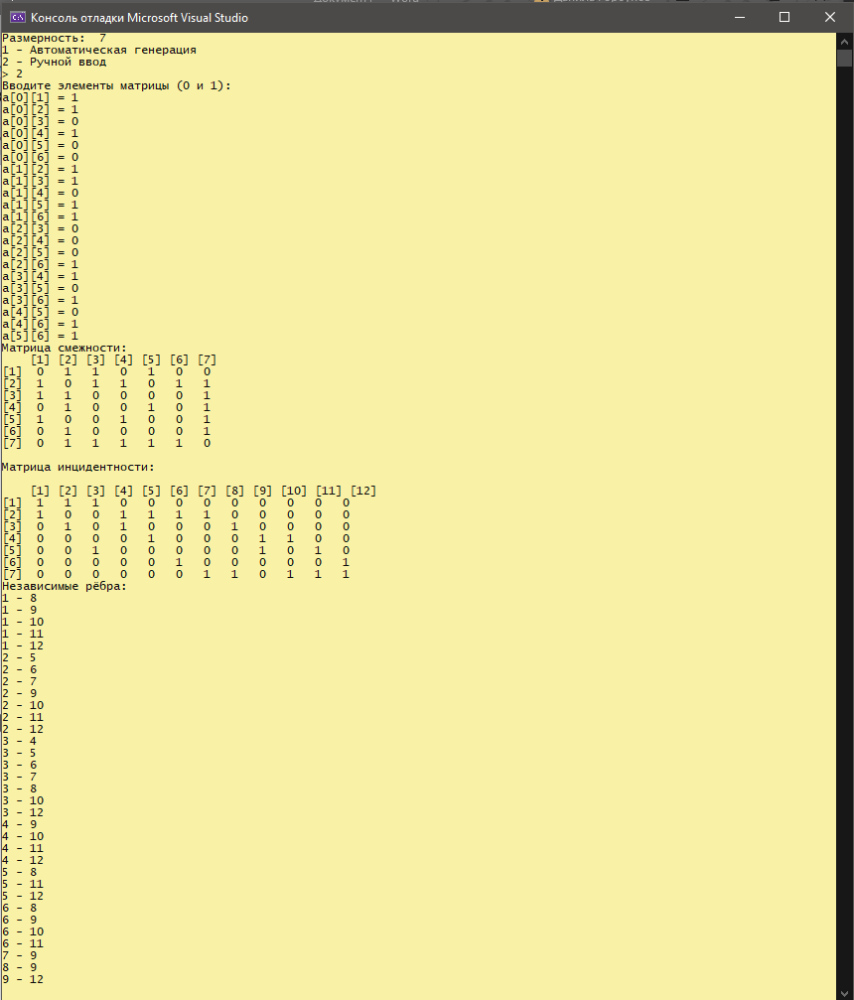 Консоль отладки Microsoft Visual Studio
Размерность:  7
1 - Автоматическая генерация
2 - Ручной ввод
> 2
Вводите элементы матрицы (0 и 1):
a[0][1] = 1
a[0][2] = 1
a[0][3] = 0
a[0][4] = 1
a[0][5] = 0
a[0][6] = 0
a[1][2] = 1
a[1][3] = 1
a[1][4] = 0
a[1][5] = 1
a[1][6] = 1
a[2][3] = 0
a[2][4] = 0
a[2][5] = 0
a[2][6] = 1
a[3][4] = 1
a[3][5] = 0
a[3][6] = 1
a[4][5] = 0
a[4][6] = 1
a[5][6] = 1
Матрица смежности:
    [1] [2] [3] [4] [5] [6] [7]
[1]  0   1   1   0   1   0   0
[2]  1   0   1   1   0   1   1
[3]  1   1   0   0   0   0   1
[4]  0   1   0   0   1   0   1
[5]  1   0   0   1   0   0   1
[6]  0   1   0   0   0   0   1
[7]  0   1   1   1   1   1   0
Матрица инцидентности:
    [1] [2] [3] [4] [5] [6] [7] [8] [9] [10] [11] [12]
[1]  1   1   1   0   0   0   0   0   0   0   0   0
[2]  1   0   0   1   1   1   1   0   0   0   0   0
[3]  0   1   0   1   0   0   0   1   0   0   0   0
[4]  0   0   0   0   1   0   0   0   1   1   0   0
[5]  0   0   1   0   0   0   0   0   1   0   1   0
[6]  0   0   0   0   0   1   0   0   0   0   0   1
[7]  0   0   0   0   0   0   1   1   0   1   1   1
Независимые рёбра:
1 - 8
1 - 9
1 - 10
1 - 11
1 - 12
2 - 5
2 - 6
2 - 7
2 - 9
2 - 10
2 - 11
2 - 12
3 - 4
3 - 5
3 - 6
3 - 7
3 - 8
3 - 10
3 - 12
4 - 9
4 - 10
4 - 11
4 - 12
5 - 8
5 - 11
5 - 12
6 - 8
6 - 9
6 - 10
6 - 11
7 - 9
8 - 9
9 - 12